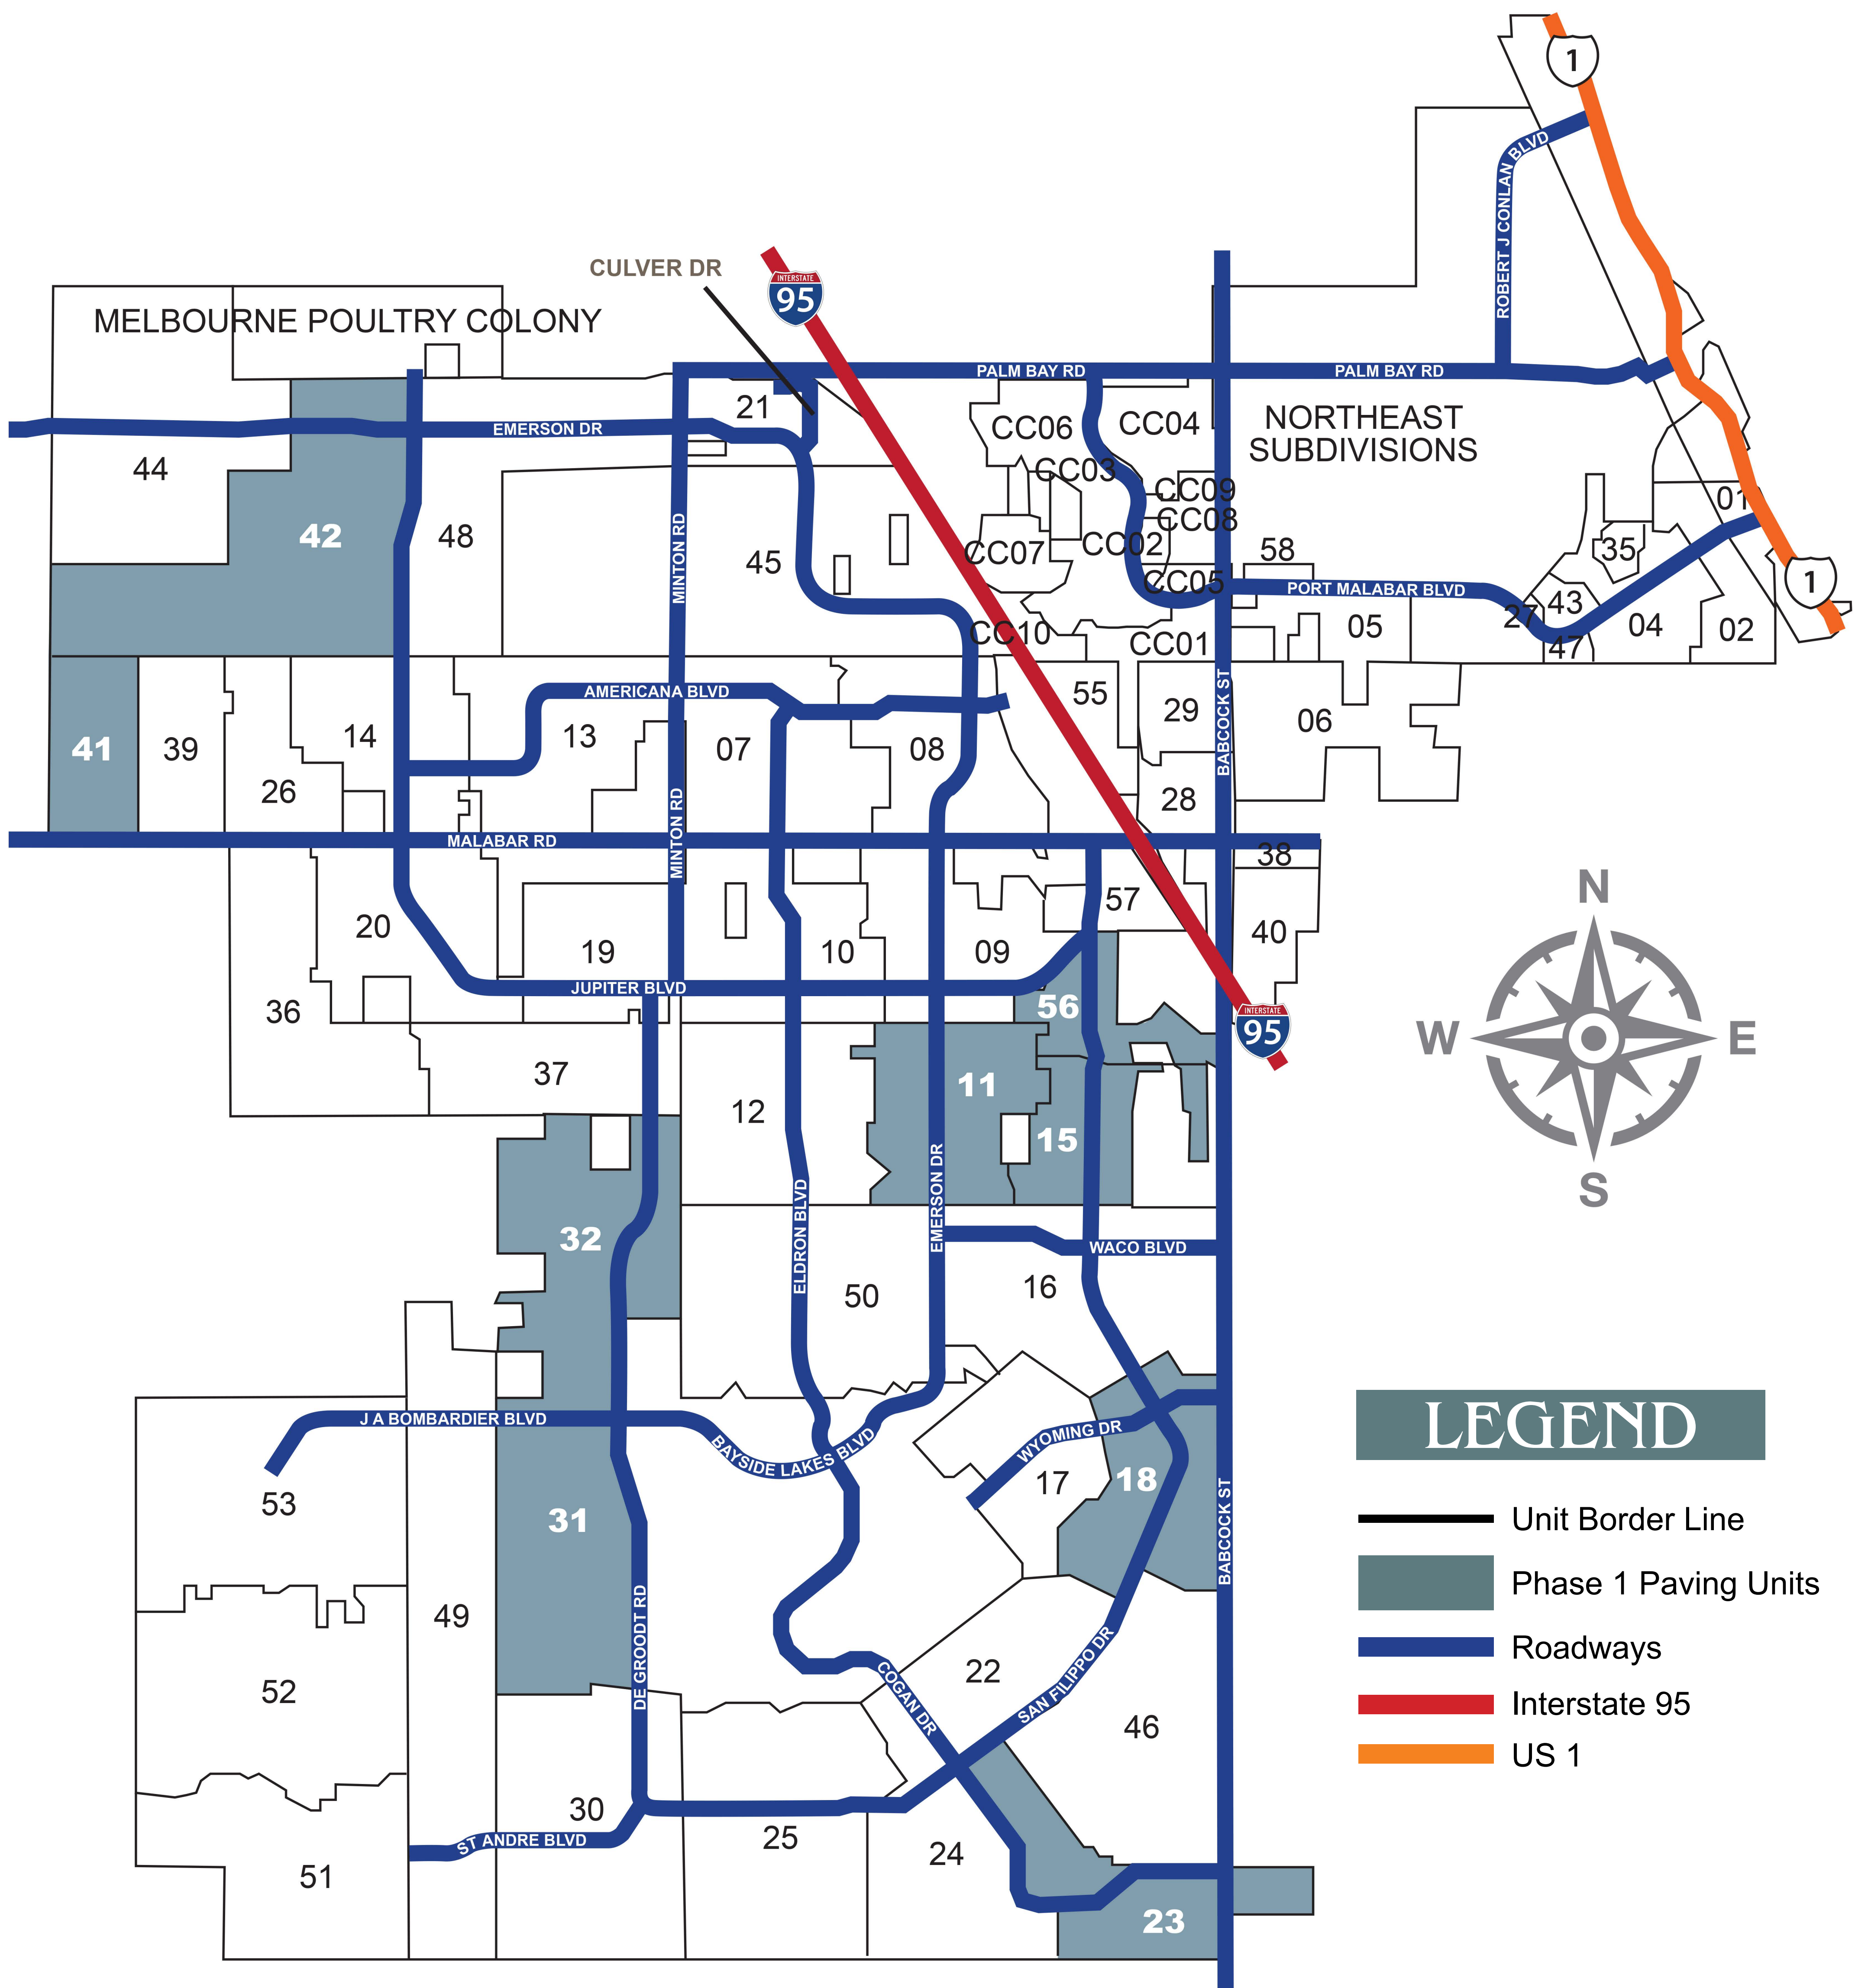 1
ROBERT J CONLAN BLVD
CULVER DR
INTERSTATE
95
MELBOURNE POULTRY COLONY
PALM BAY RD
PALM BAY RD
21
CC06
CC04
NORTHEAST
SUBDIVISIONS
EMERSON DR
44
CC03
CC09
01
42
48
CC08
MINTON RD
45
CC07
CC02
58
35
1
CC05
PORT MALABAR BLVD
43
27
CC10
CC01
05
47
04
02
AMERICANA BLVD
55
29
BABCOCK ST
06
41
39
14
13
07
08
26
28
MINTON RD
MALABAR RD
38
57
N
20
19
10
09
40
JUPITER BLVD
36
56
INTERSTATE
95
W
E
37
11
12
15
S
ELDRON BLVD
EMERSON DR
32
WACO BLVD
50
16
LEGEND
J A BOMBARDIER BLVD
BAYSIDE LAKES BLVD
WYOMING DR
17
18
53
31
BABCOCK ST
Unit Border Line
Phase 1 Paving Units
49
DE GROODT RD
Roadways
52
COGAN DR
22
SAN FILIPPO DR
46
Interstate 95
US 1
30
ST ANDRE BLVD
25
24
51
23